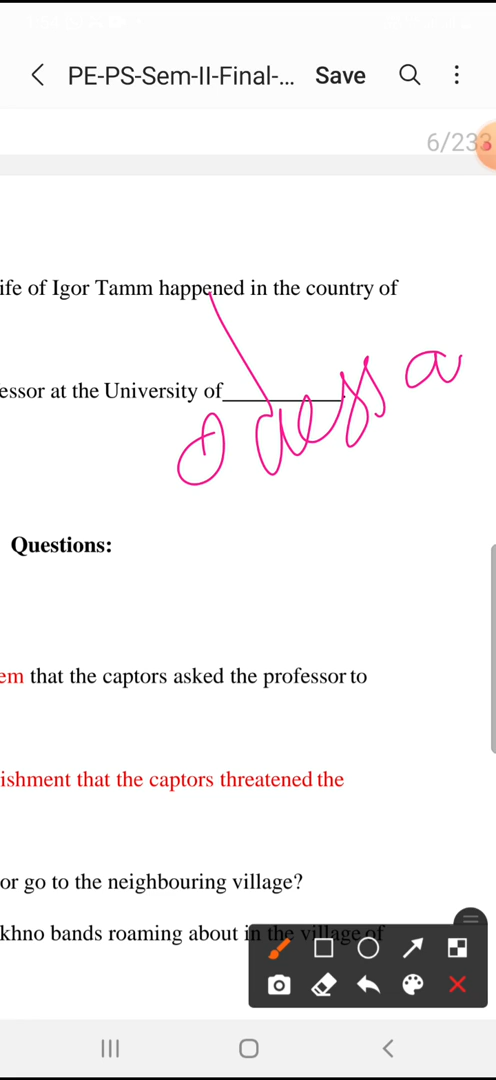 PE-PS-Sem-II-Final-... Save
6/233
ife of Igor Tamm happened in the country of
essor at the University of__________
Odessa
Questions:
em that the captors asked the professor to
ishment that the captors threatened the
or go to the neighbouring village?
khno bands roaming about in the village of